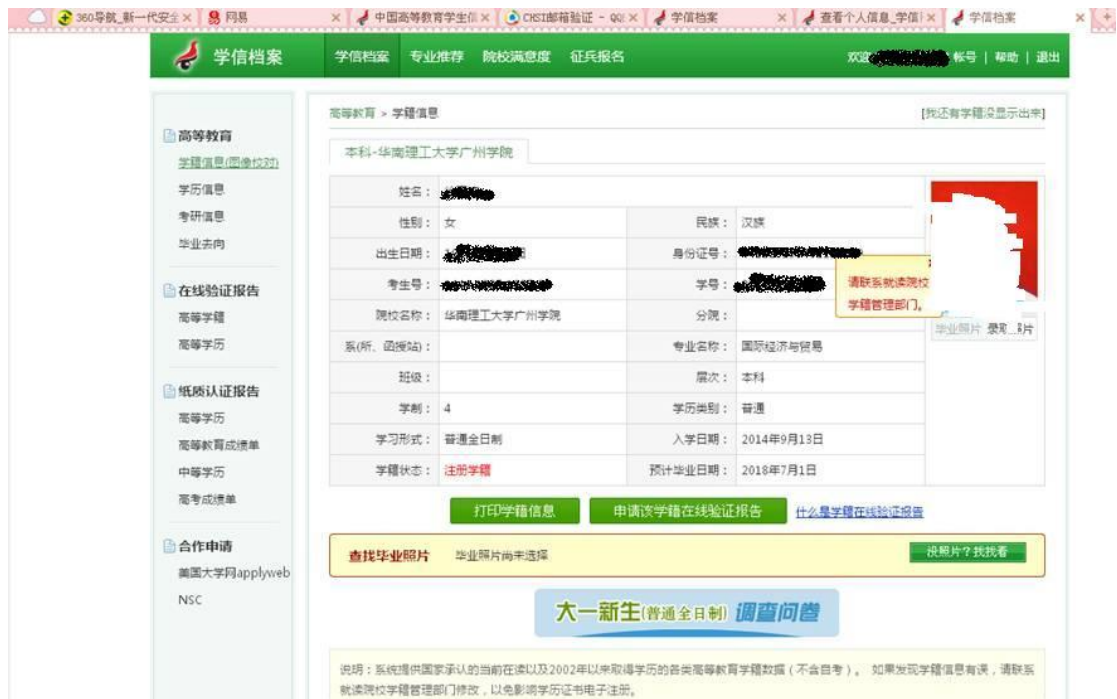 360导航_新一代安全 网易 中国高等教育学生信 CHSI邮箱验证 - QQ 学信档案 查看个人信息_学信 学信档案
学信档案 学信档案 专业推荐 院校满意度 征兵报名 欢迎 帐号 | 帮助 | 退出
高等教育 > 学籍信息 [我还有学籍没显示出来]
高等教育
学籍信息(图像校对)
学历信息
考研信息
毕业去向
在线验证报告
高等学籍
高等学历
纸质认证报告
高等学历
高等教育成绩单
中等学历
高考成绩单
合作申请
美国大学网applyweb
NSC
本科-华南理工大学广州学院
姓名：
性别： 女 民族： 汉族
出生日期： 身份证号：
考生号： 学号：
请联系就读院校
学籍管理部门。
院校名称： 华南理工大学广州学院 分院：
毕业照片 录取 照片
系(所、函授站)： 专业名称： 国际经济与贸易
班级： 层次： 本科
学制： 4 学历类别： 普通
学习形式： 普通全日制 入学日期： 2014年9月13日
学籍状态： 注册学籍 预计毕业日期： 2018年7月1日
打印学籍信息 申请该学籍在线验证报告 什么是学籍在线验证报告
查找毕业照片 毕业照片尚未选择 没照片？找找看
大一新生(普通全日制) 调查问卷
说明：系统提供国家承认的当前在读以及2002年以来取得学历的各类高等教育学籍数据（不含自考）。 如果发现学籍信息有误，请联系
就读院校学籍管理部门修改，以免影响学历证书电子注册。